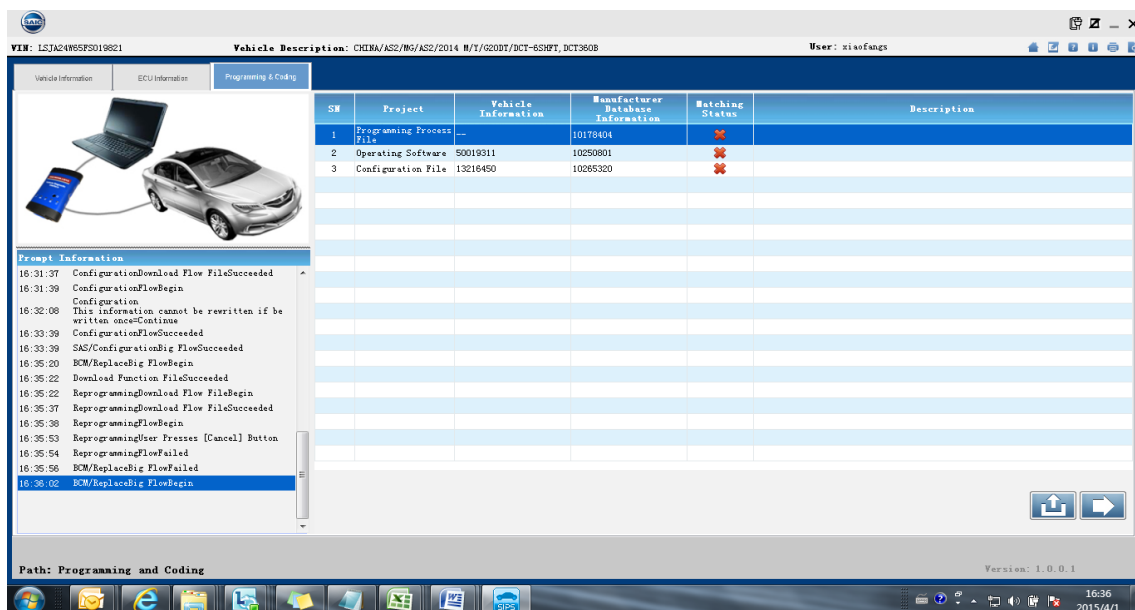 SAIC
VIN: LSJA24W65FS019821 Vehicle Description: CHINA/AS2/MG/AS2/2014 M/Y/G20DT/DCT-6SHFT,DCT360B User: xiaofangs
Vehicle Information ECU Information Programming & Coding
SN Project Vehicle Information Manufacturer Database Information Matching Status Description
1 Programming Process File -- 10178404
2 Operating Software 50019311 10250801
3 Configuration File 13216450 10265320
Prompt Information
16:31:37 ConfigurationDownload Flow FileSucceeded
16:31:39 ConfigurationFlowBegin
16:32:08 Configuration
This information cannot be rewritten if be
written once=Continue
16:33:39 ConfigurationFlowSucceeded
16:33:39 SAS/ConfigurationBig FlowSucceeded
16:35:20 BCM/ReplaceBig FlowBegin
16:35:22 Download Function FileSucceeded
16:35:22 ReprogrammingDownload Flow FileBegin
16:35:37 ReprogrammingDownload Flow FileSucceeded
16:35:38 ReprogrammingFlowBegin
16:35:53 ReprogrammingUser Presses [Cancel] Button
16:35:54 ReprogrammingFlowFailed
16:35:56 BCM/ReplaceBig FlowFailed
16:36:02 BCM/ReplaceBig FlowBegin
Path: Programming and Coding
Version: 1.0.0.1
SIPS
16:36
2015/4/1